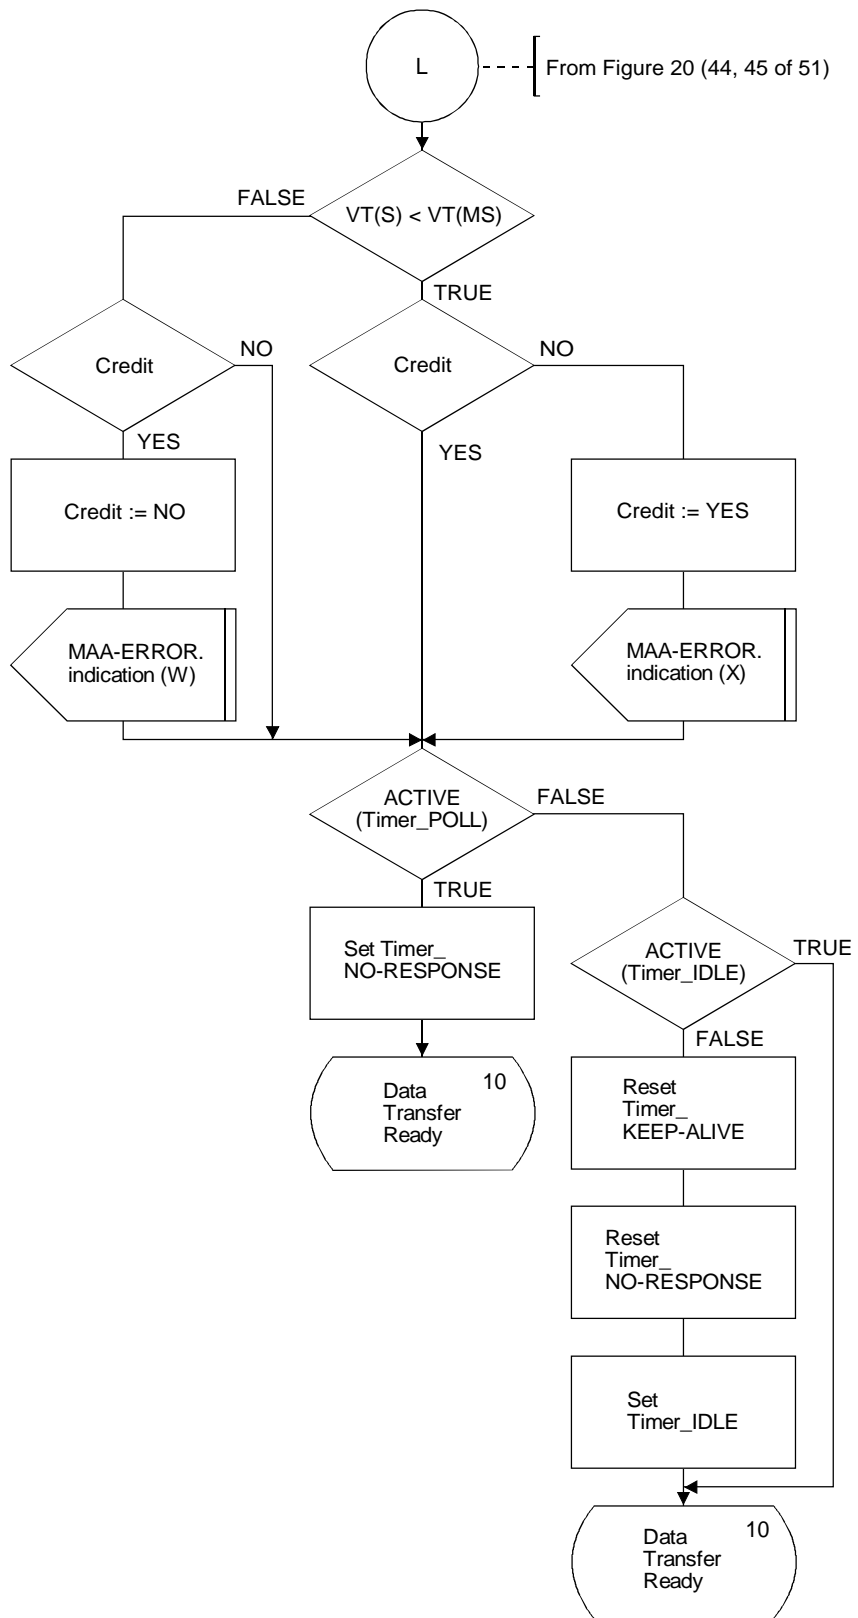 L
From Figure 20 (44, 45 of 51)
FALSE
VT(S) < VT(MS)
TRUE
Credit
NO
Credit
NO
YES
YES
Credit := NO
Credit := YES
MAA-ERROR.
indication (W)
MAA-ERROR.
indication (X)
ACTIVE
(Timer_POLL)
FALSE
TRUE
Set Timer_
NO-RESPONSE
ACTIVE
(Timer_IDLE)
TRUE
FALSE
10
Data
Transfer
Ready
Reset
Timer_
KEEP-ALIVE
Reset
Timer_
NO-RESPONSE
Set
Timer_IDLE
10
Data
Transfer
Ready